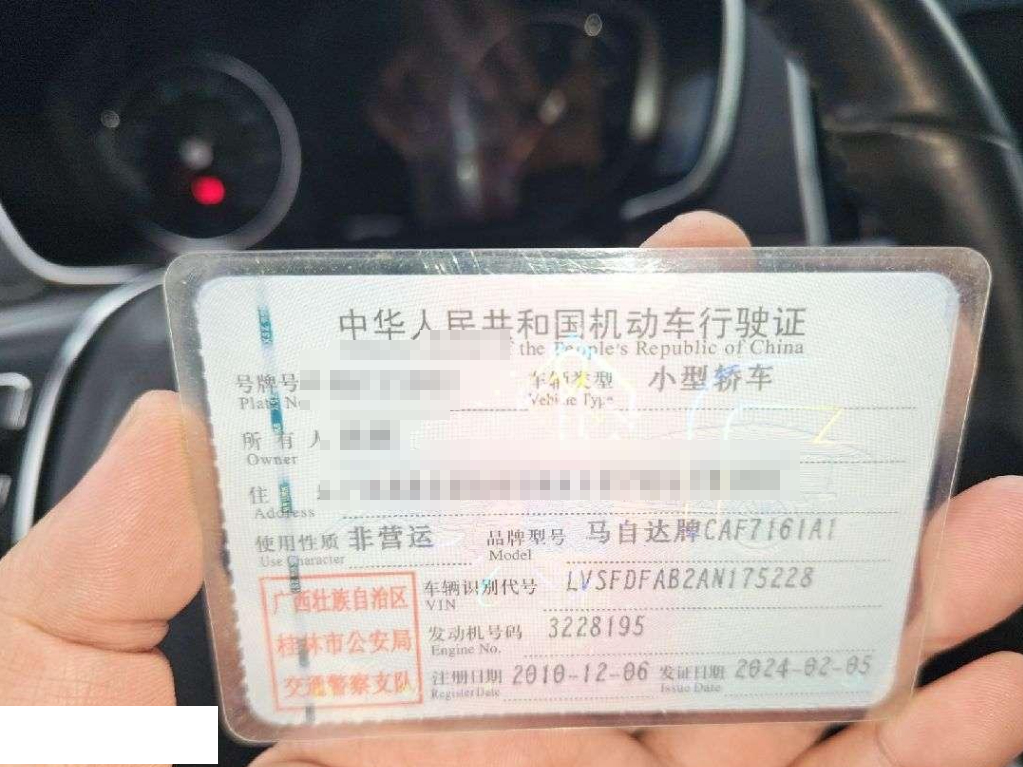 中华人民共和国机动车行驶证
of the People's Republic of China
号牌号
Plate No
车辆类型 小型轿车
Vehicle Type
所有人
Owner
住
Address
使用性质 非营运 品牌型号 马自达牌CAF7161A1
Use Character Model
广西壮族自治区
桂林市公安局
交通警察支队
车辆识别代号 LVSFDFAB2AN175228
VIN
发动机号码 3228195
Engine No.
注册日期 2010-12-06 发证日期 2024-02-05
Register Date Issue Date